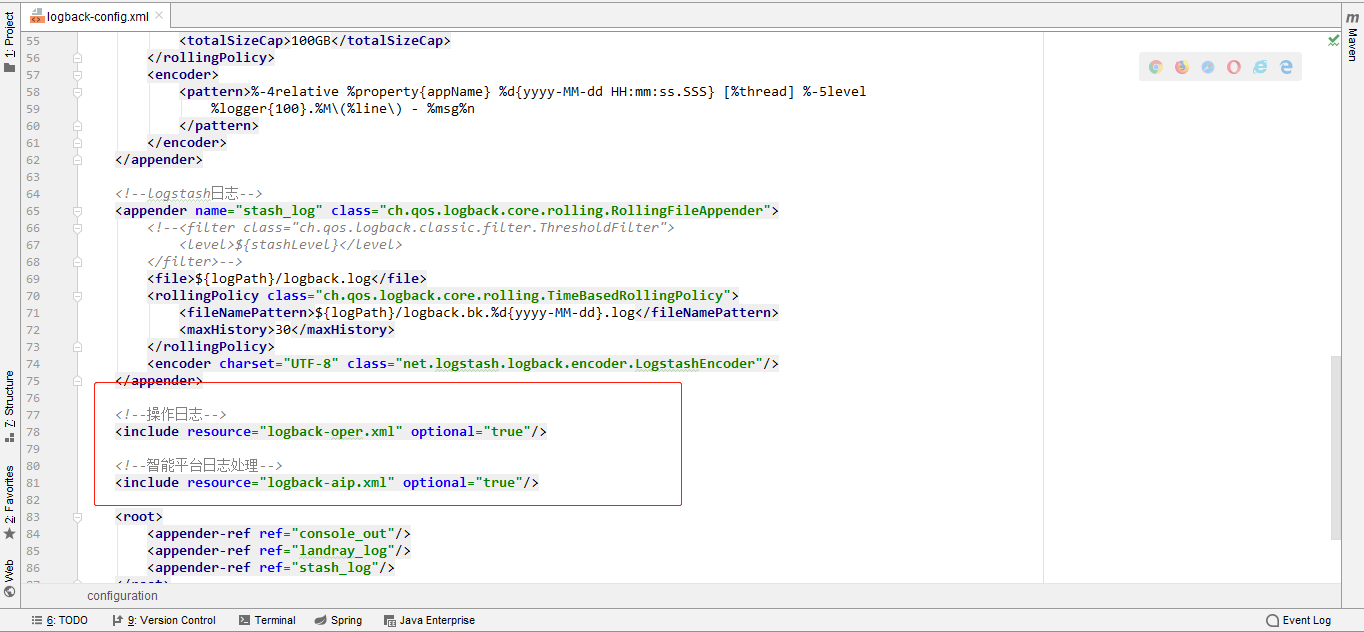 logback-config.xml
1: Project
7: Structure
2: Favorites
Web
m Maven
55 <totalSizeCap>100GB</totalSizeCap>
56 </rollingPolicy>
57 <encoder>
58 <pattern>%-4relative %property{appName} %d{yyyy-MM-dd HH:mm:ss.SSS} [%thread] %-5level
59 %logger{100}.%M\(%line\) - %msg%n
60 </pattern>
61 </encoder>
62 </appender>
63
64 <!--logstash日志-->
65 <appender name="stash_log" class="ch.qos.logback.core.rolling.RollingFileAppender">
66 <!--<filter class="ch.qos.logback.classic.filter.ThresholdFilter">
67 <level>${stashLevel}</level>
68 </filter>-->
69 <file>${logPath}/logback.log</file>
70 <rollingPolicy class="ch.qos.logback.core.rolling.TimeBasedRollingPolicy">
71 <fileNamePattern>${logPath}/logback.bk.%d{yyyy-MM-dd}.log</fileNamePattern>
72 <maxHistory>30</maxHistory>
73 </rollingPolicy>
74 <encoder charset="UTF-8" class="net.logstash.logback.encoder.LogstashEncoder"/>
75 </appender>
76
77 <!--操作日志-->
78 <include resource="logback-oper.xml" optional="true"/>
79
80 <!--智能平台日志处理-->
81 <include resource="logback-aip.xml" optional="true"/>
82
83 <root>
84 <appender-ref ref="console_out"/>
85 <appender-ref ref="landray_log"/>
86 <appender-ref ref="stash_log"/>
87 </root>
configuration
6: TODO 9: Version Control Terminal Spring Java Enterprise Event Log